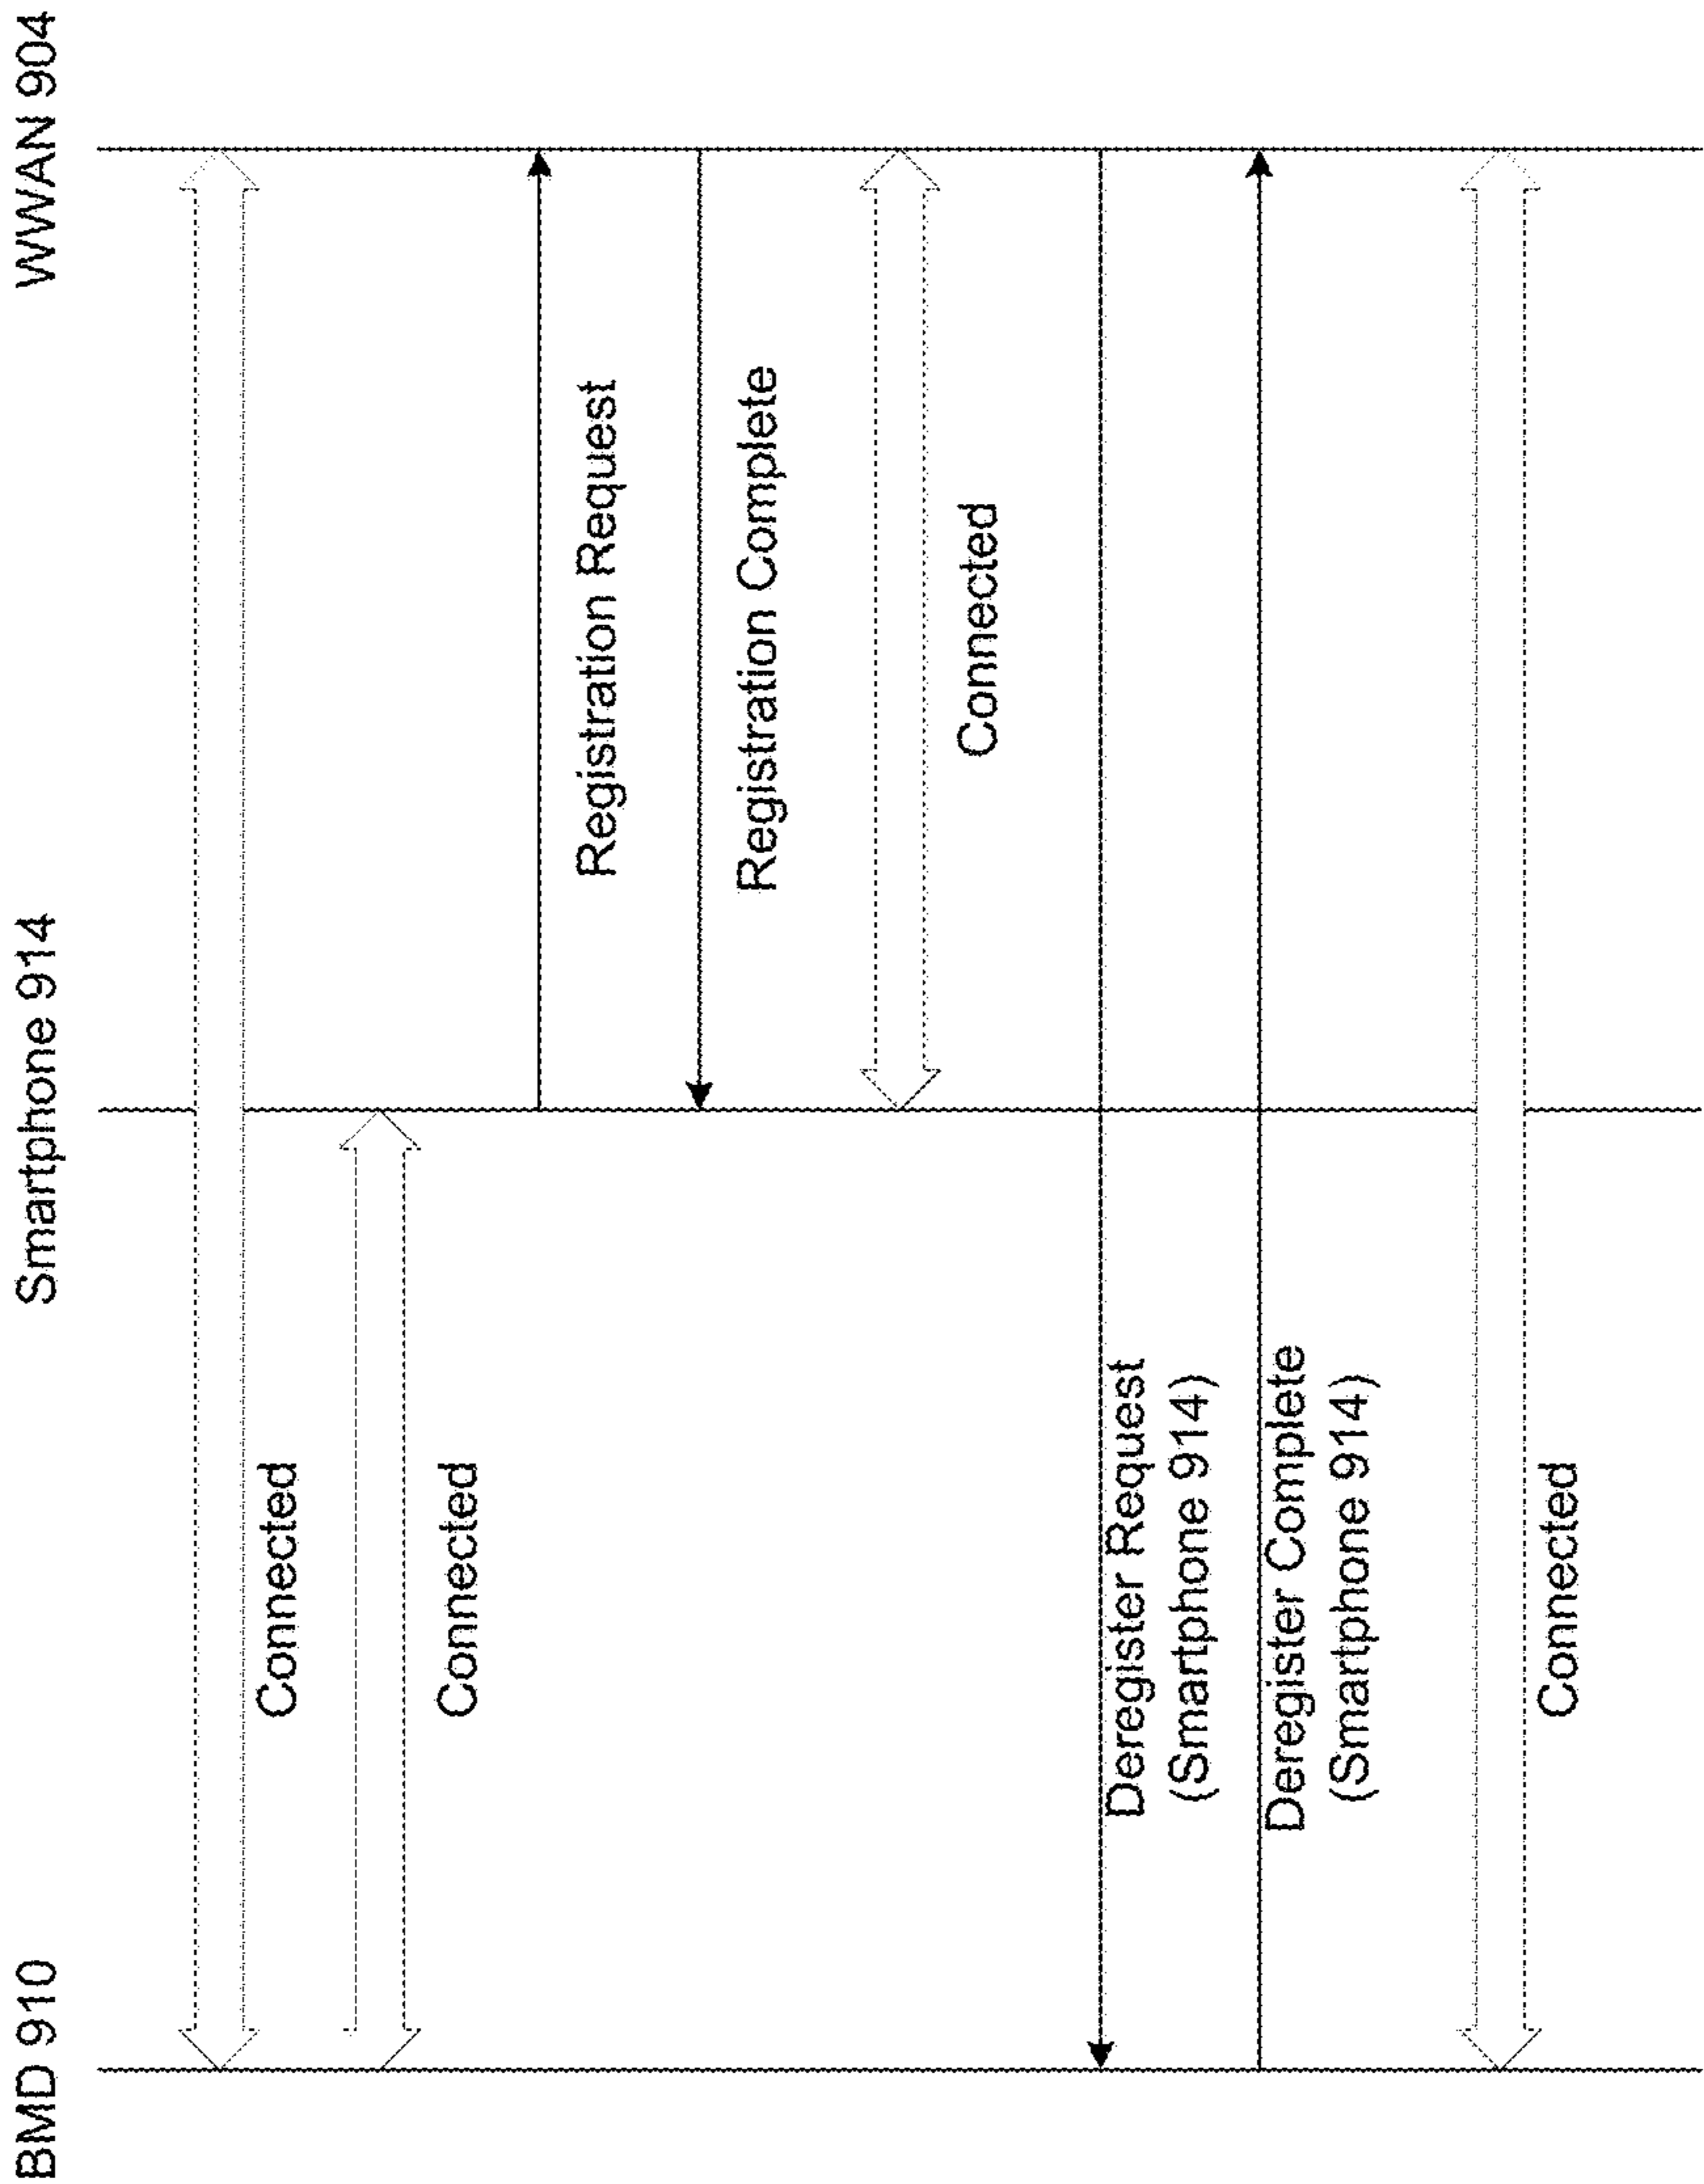 BMD 910
Smartphone 914
WWAN 904
Connected
Connected
Registration Request
Registration Complete
Connected
Deregister Request
(Smartphone 914)
Deregister Complete
(Smartphone 914)
Connected